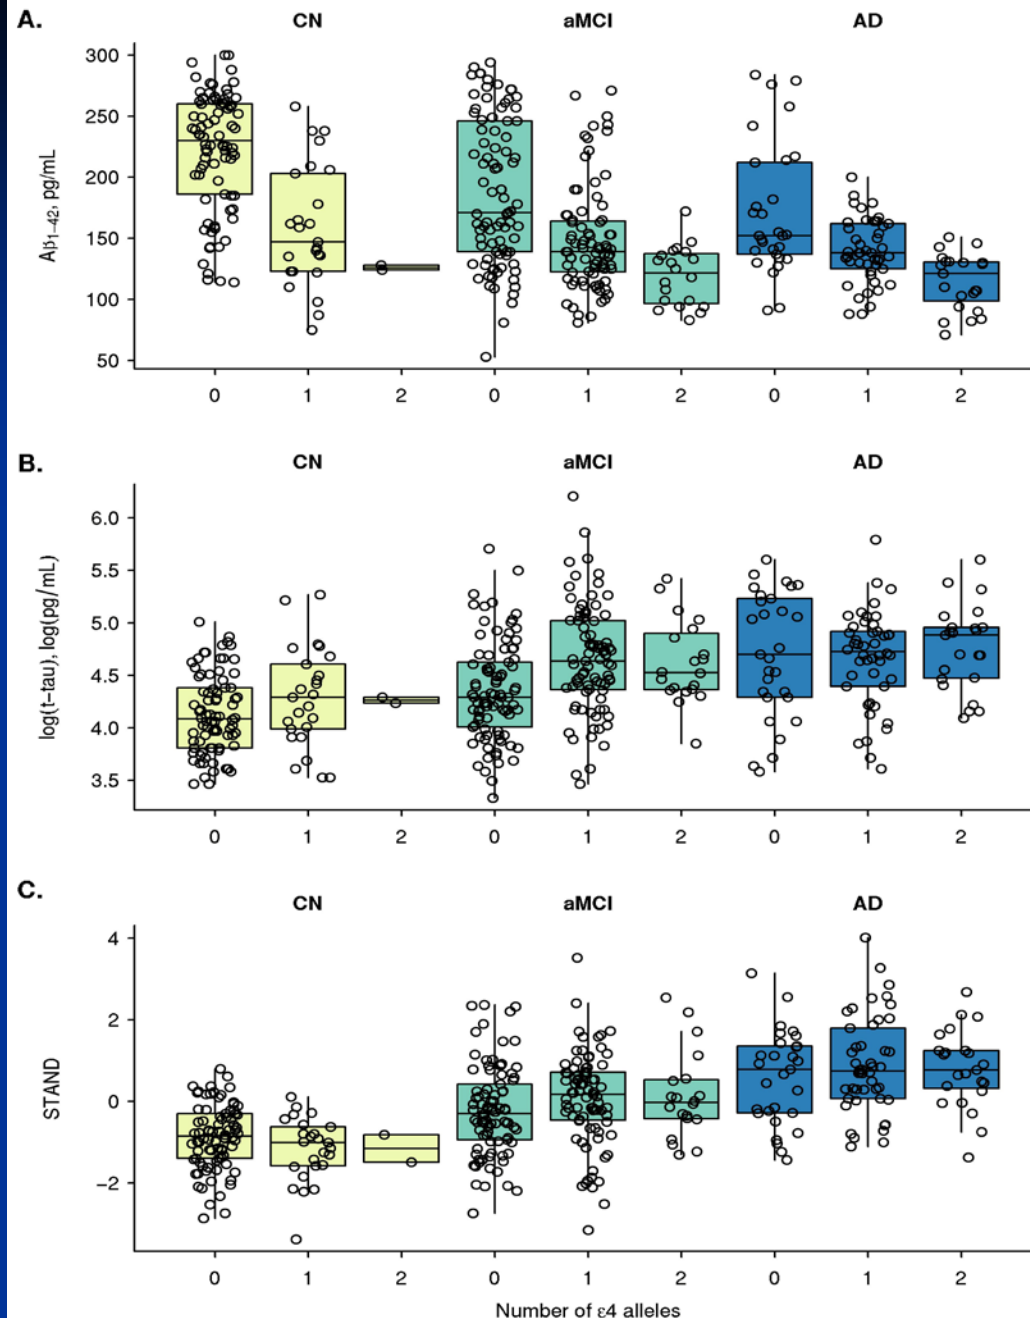 A.
CN aMCI AD
Aβ1−42, pg/mL
300
250
200
150
100
50
0 1 2 0 1 2 0 1 2
B.
CN aMCI AD
log(t−tau), log(pg/mL)
6.0
5.5
5.0
4.5
4.0
3.5
0 1 2 0 1 2 0 1 2
C.
CN aMCI AD
STAND
4
2
0
−2
0 1 2 0 1 2 0 1 2
Number of ε4 alleles